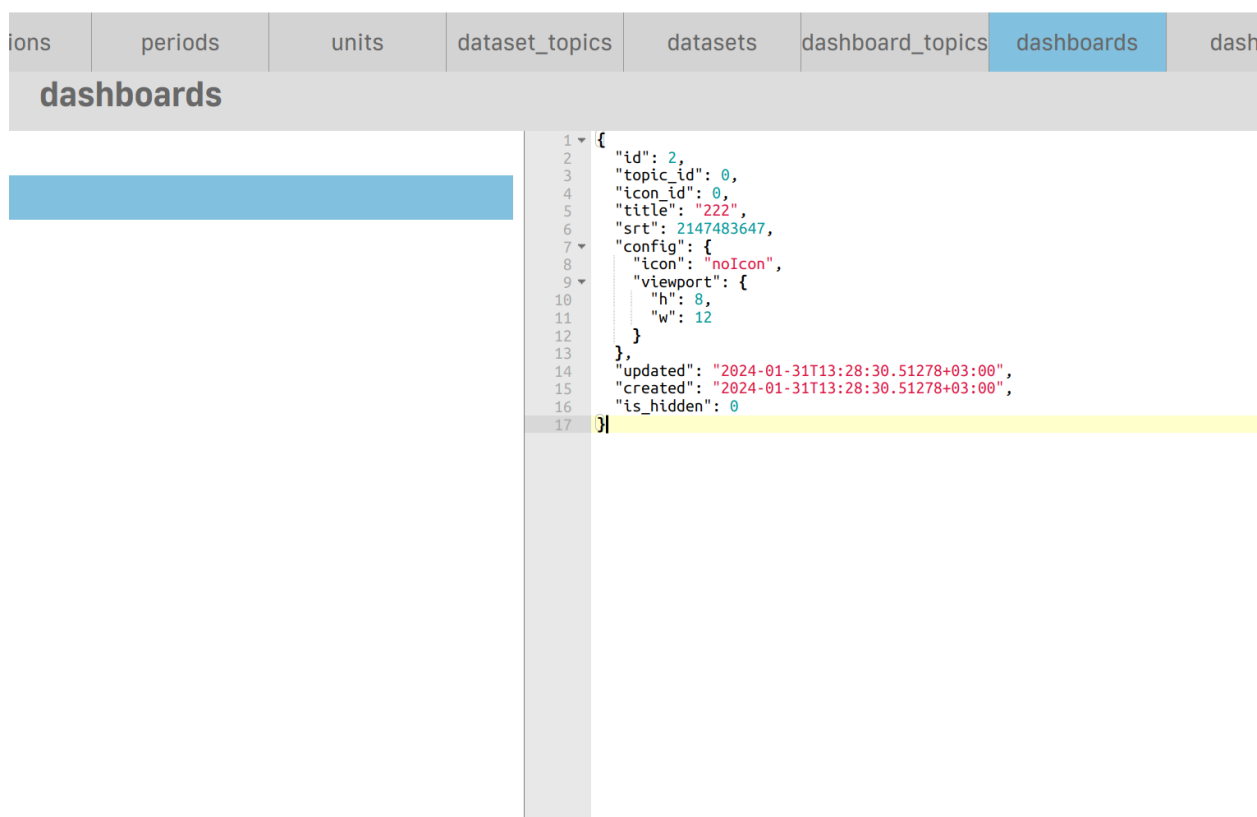 ions periods units dataset_topics datasets dashboard_topics dashboards dash
dashboards
1 {
2 "id": 2,
3 "topic_id": 0,
4 "icon_id": 0,
5 "title": "222",
6 "srt": 2147483647,
7 "config": {
8 "icon": "noIcon",
9 "viewport": {
10 "h": 8,
11 "w": 12
12 }
13 },
14 "updated": "2024-01-31T13:28:30.51278+03:00",
15 "created": "2024-01-31T13:28:30.51278+03:00",
16 "is_hidden": 0
17 }